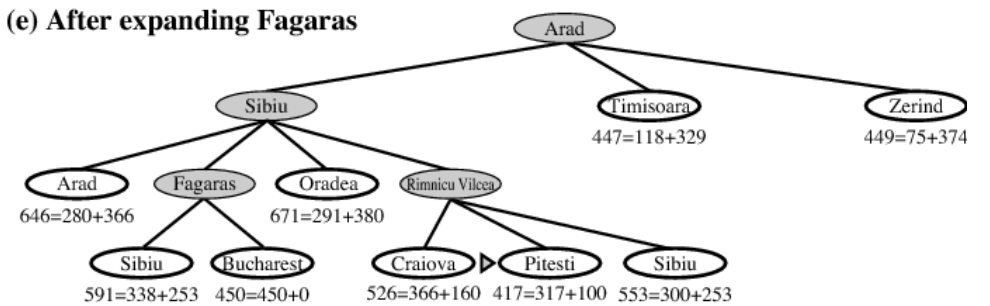 (e) After expanding Fagaras
Arad
Sibiu
Timisoara
Zerind
447=118+329
449=75+374
Arad
Fagaras
Oradea
Rimnicu Vilcea
646=280+366
671=291+380
Sibiu
Bucharest
Craiova
Pitesti
Sibiu
591=338+253
450=450+0
526=366+160
417=317+100
553=300+253